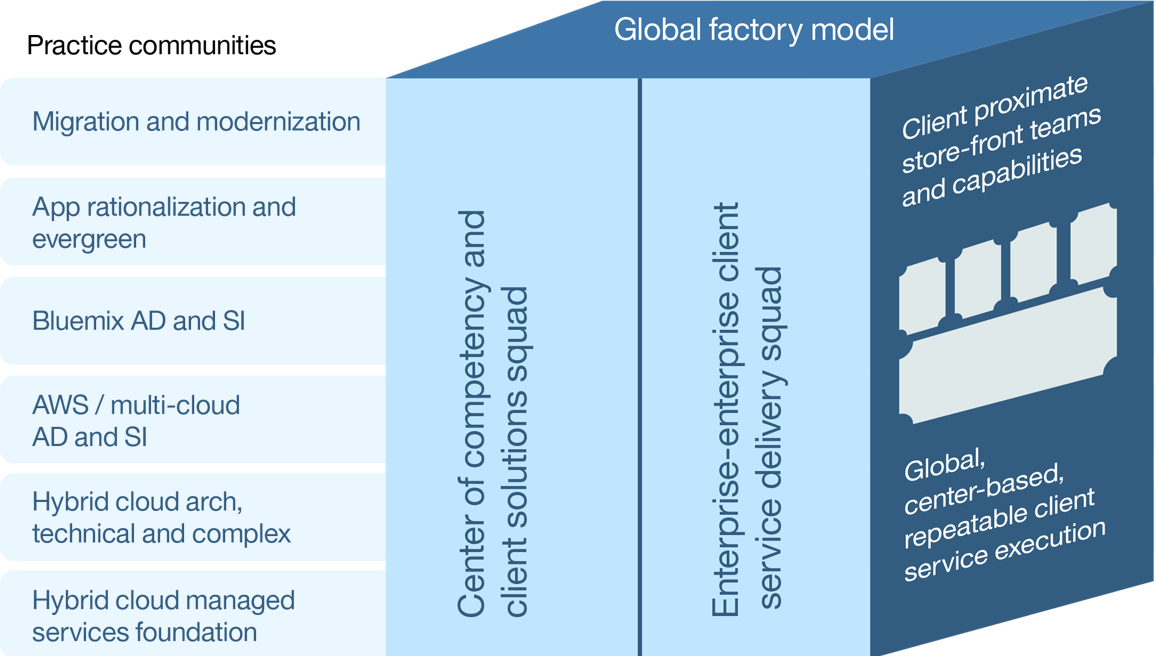 Practice communities
Global factory model
Migration and modernization
App rationalization and
evergreen
Bluemix AD and SI
AWS / multi-cloud
AD and SI
Hybrid cloud arch,
technical and complex
Hybrid cloud managed
services foundation
Center of competency and
client solutions squad
Enterprise-enterprise client
service delivery squad
Client proximate
store-front teams
and capabilities
Global,
center-based,
repeatable client
service execution